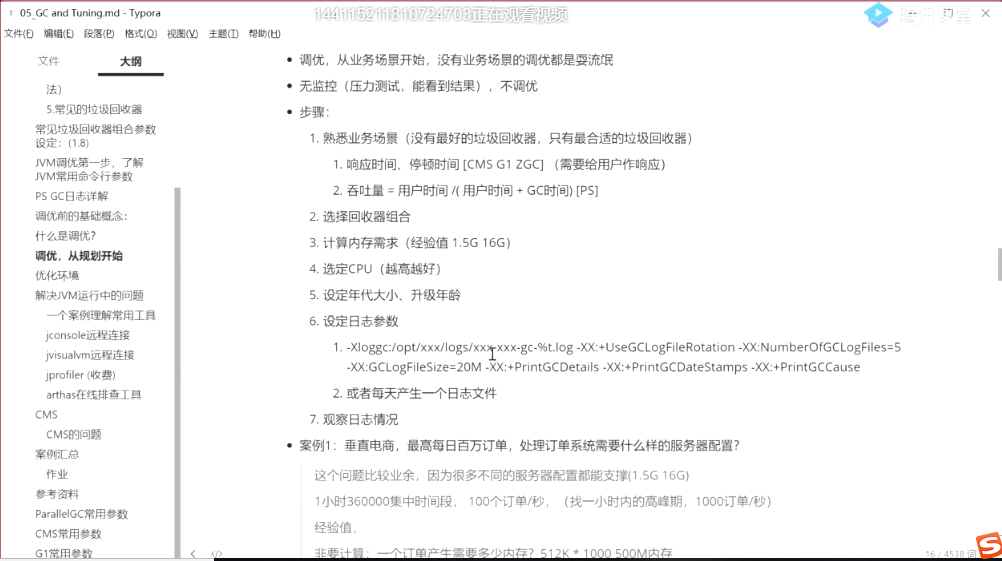 05_GC and Tuning.md - Typora
144115211810724703正在观看视频
腾讯课堂
文件(F) 编辑(E) 段落(P) 格式(O) 视图(V) 主题(T) 帮助(H)
文件 大纲
法）
5.常见的垃圾回收器
常见垃圾回收器组合参数
设定：(1.8)
JVM调优第一步，了解
JVM常用命令行参数
PS GC日志详解
调优前的基础概念：
什么是调优？
调优，从规划开始
优化环境
解决JVM运行中的问题
一个案例理解常用工具
jconsole远程连接
jvisualvm远程连接
jprofiler (收费)
arthas在线排查工具
CMS
CMS的问题
案例汇总
作业
参考资料
ParallelGC常用参数
CMS常用参数
G1常用参数
• 调优，从业务场景开始，没有业务场景的调优都是耍流氓
• 无监控（压力测试，能看到结果），不调优
• 步骤：
1. 熟悉业务场景（没有最好的垃圾回收器，只有最合适的垃圾回收器）
1. 响应时间、停顿时间 [CMS G1 ZGC] （需要给用户作响应）
2. 吞吐量 = 用户时间 /( 用户时间 + GC时间) [PS]
2. 选择回收器组合
3. 计算内存需求（经验值 1.5G 16G）
4. 选定CPU（越高越好）
5. 设定年代大小、升级年龄
6. 设定日志参数
1. -Xloggc:/opt/xxx/logs/xxx-xxx-gc-%t.log -XX:+UseGCLogFileRotation -XX:NumberOfGCLogFiles=5
-XX:GCLogFileSize=20M -XX:+PrintGCDetails -XX:+PrintGCDateStamps -XX:+PrintGCCause
2. 或者每天产生一个日志文件
7. 观察日志情况
• 案例1：垂直电商，最高每日百万订单，处理订单系统需要什么样的服务器配置？
这个问题比较业余，因为很多不同的服务器配置都能支撑(1.5G 16G)
1小时360000集中时间段， 100个订单/秒，（找一小时内的高峰期，1000订单/秒）
经验值，
非要计算：一个订单产生需要多少内存？512K * 1000 500M内存
16 / 4538 词